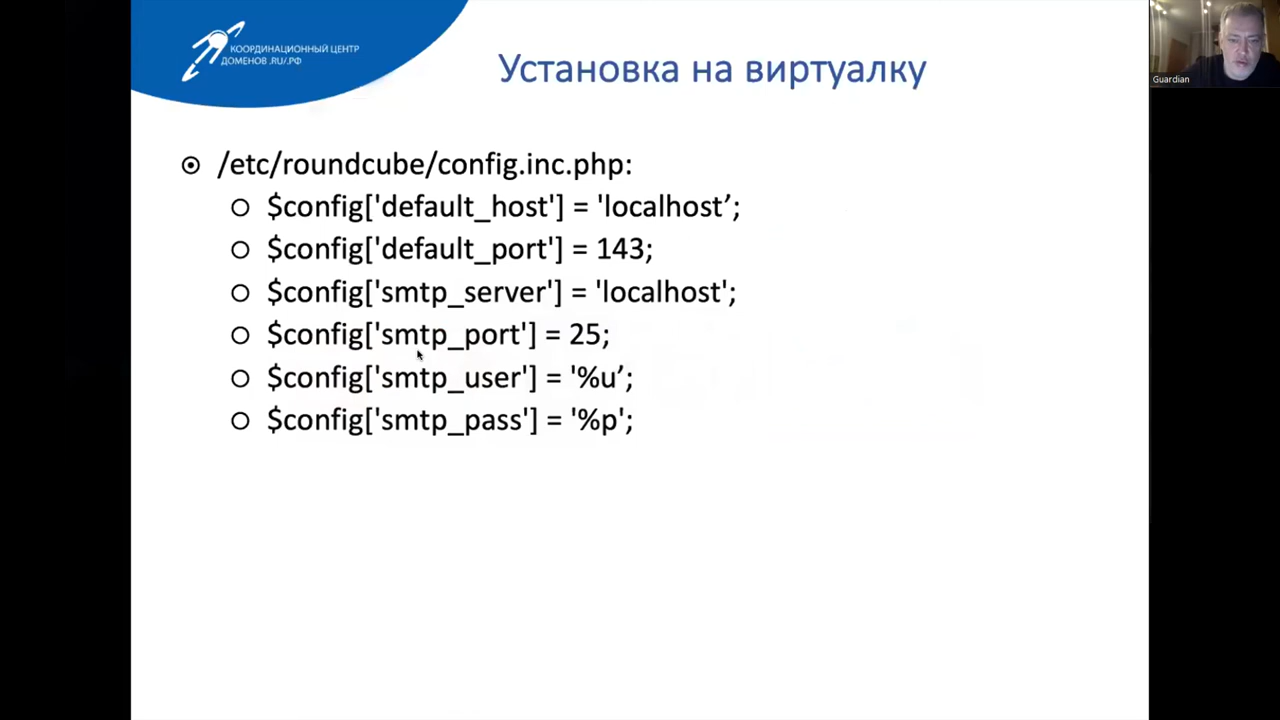 КООРДИНАЦИОННЫЙ ЦЕНТР
ДОМЕНОВ .RU/.РФ
Установка на виртуалку
Guardian
/etc/roundcube/config.inc.php:
$config['default_host'] = 'localhost’;
$config['default_port'] = 143;
$config['smtp_server'] = 'localhost';
$config['smtp_port'] = 25;
$config['smtp_user'] = '%u’;
$config['smtp_pass'] = '%p';